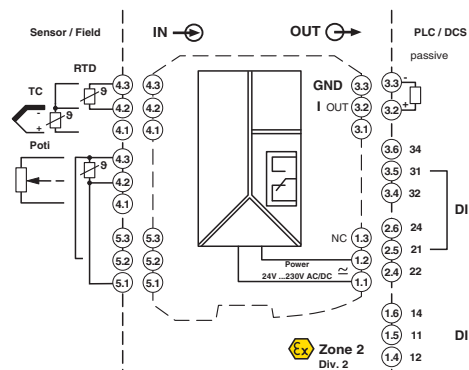 Sensor / Field
IN
OUT
PLC / DCS
passive
RTD
TC
ϑ
-
+
ϑ
4.3
4.2
4.1
4.3
4.2
4.1
GND
I OUT
3.3
3.2
3.1
3.3
3.2
-
+
Poti
ϑ
4.3
4.2
4.1
5.3
5.2
5.1
5.3
5.2
5.1
3.6 34
3.5 31
3.4 32
DI
2.6 24
2.5 21
2.4 22
NC
1.3
1.2
1.1
Power
24V ...230V AC/DC
1.6 14
1.5 11
1.4 12
DI
εx
Zone 2
Div. 2